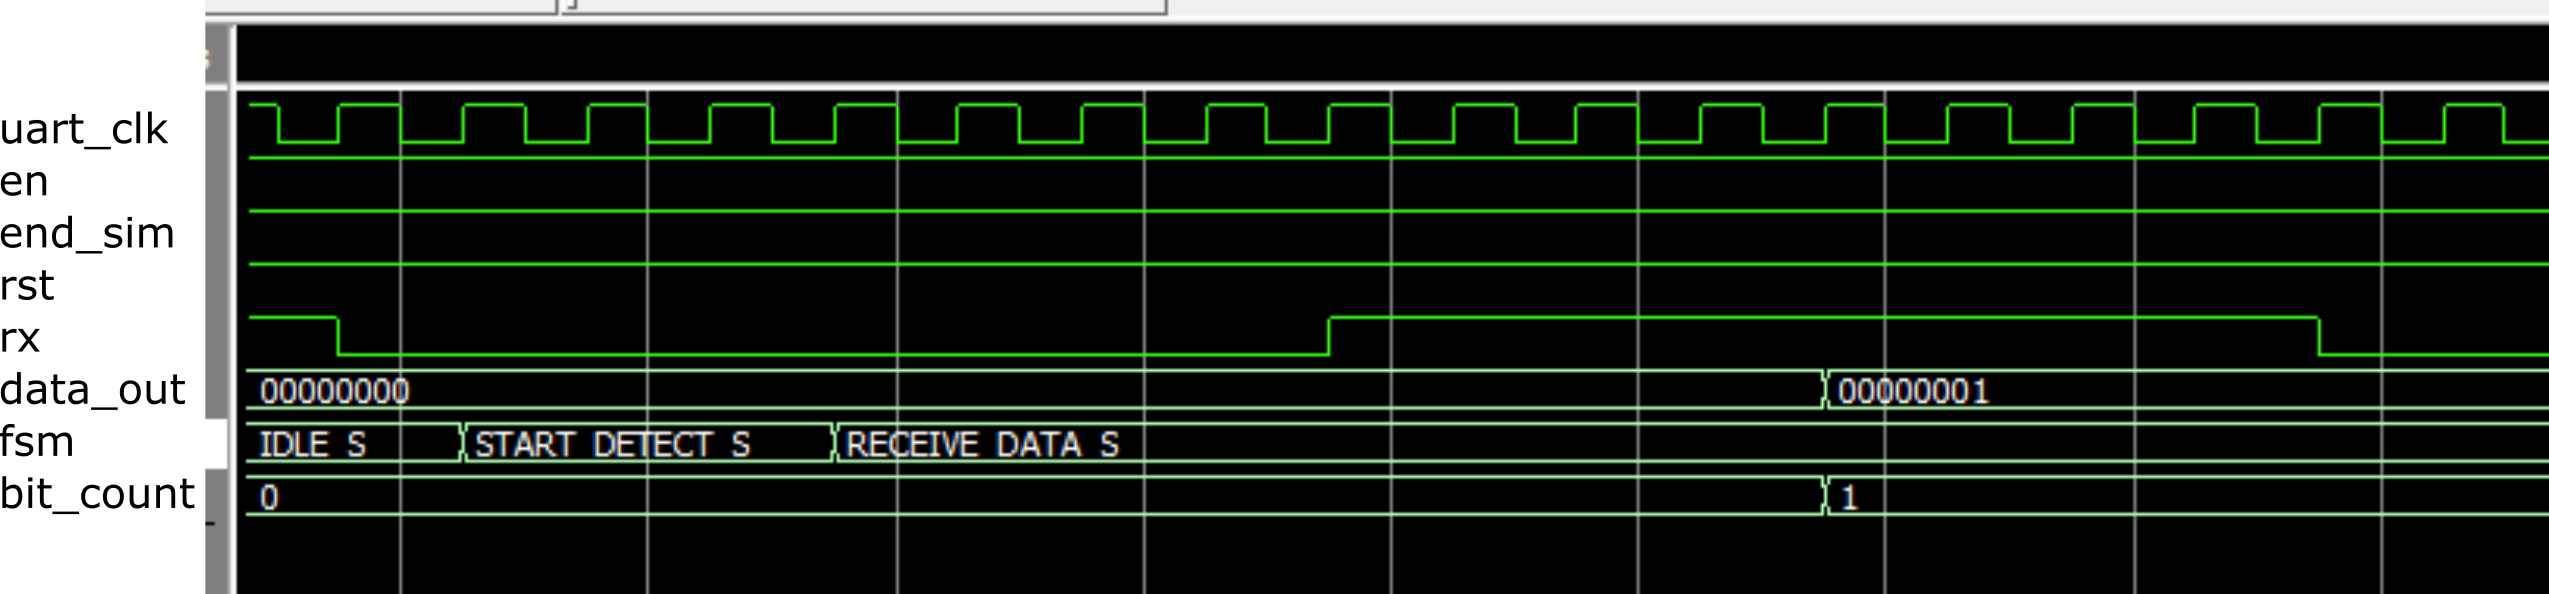 uart_clk
en
end_sim
rst
rx
data_out 00000000 00000001
fsm IDLE S START DETECT S RECEIVE DATA S
bit_count 0 1